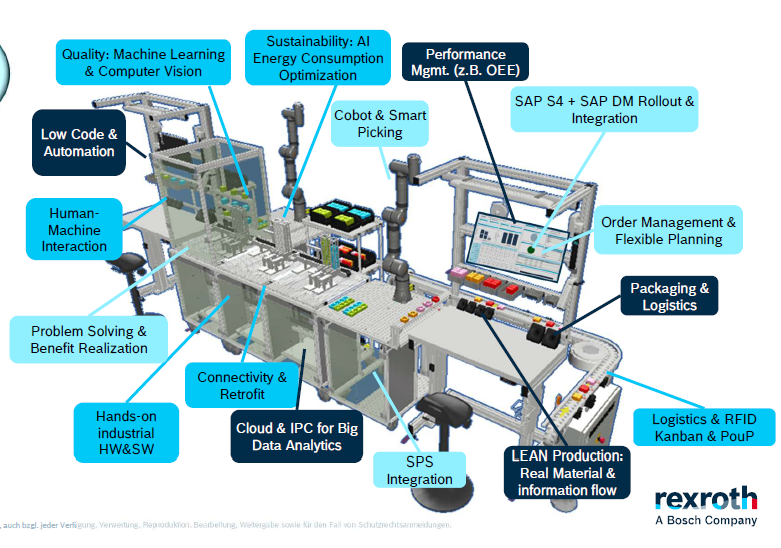 Quality: Machine Learning
& Computer Vision
Sustainability: AI
Energy Consumption
Optimization
Performance
Mgmt. (z.B. OEE)
SAP S4 + SAP DM Rollout &
Integration
Cobot & Smart
Picking
Low Code &
Automation
Human-
Machine
Interaction
Order Management &
Flexible Planning
Packaging &
Logistics
Problem Solving &
Benefit Realization
Connectivity &
Retrofit
Hands-on
industrial
HW&SW
Cloud & IPC for Big
Data Analytics
SPS
Integration
LEAN Production:
Real Material &
information flow
Logistics & RFID
Kanban & PouP
rexroth
A Bosch Company
, auch bzgl. jeder Verfügung, Verwertung, Reproduktion, Bearbeitung, Weitergabe sowie für den Fall von Schutzrechtsanmeldungen.